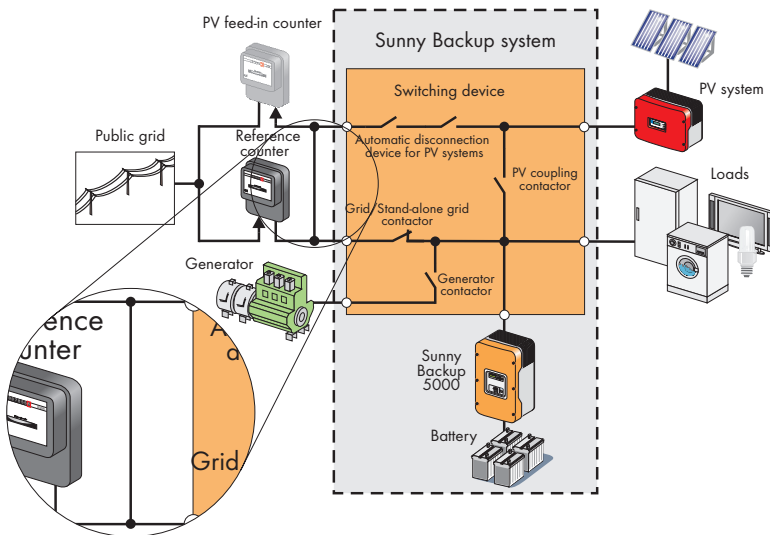 PV feed-in counter
Sunny Backup system
PV system
Switching device
Public grid
Reference
counter
Automatic disconnection
device for PV systems
PV coupling
contactor
Loads
Grid/Stand-alone grid
contactor
Generator
Generator
contactor
erence
unter
A
d
Grid
Sunny
Backup
5000
Battery